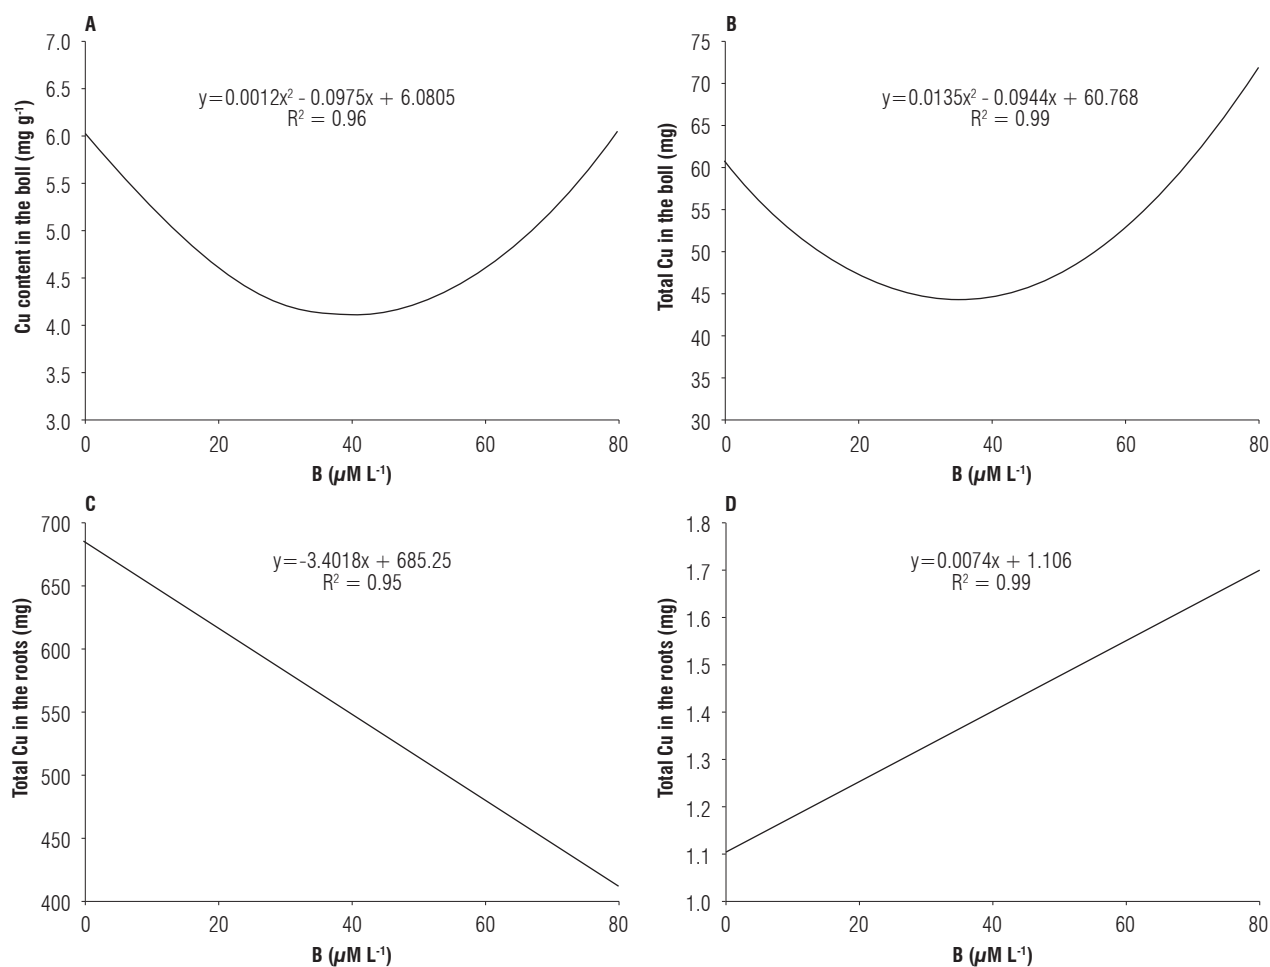 A
7.0
6.5
6.0
5.5
5.0
4.5
4.0
3.5
3.0
Cu content in the boll (mg g⁻¹)
y=0.0012x² - 0.0975x + 6.0805
R² = 0.96
0 20 40 60 80
B (µM L⁻¹)
B
75
70
65
60
55
50
45
40
35
30
Total Cu in the boll (mg)
y=0.0135x² - 0.0944x + 60.768
R² = 0.99
0 20 40 60 80
B (µM L⁻¹)
C
700
650
600
550
500
450
400
Total Cu in the roots (mg)
y=-3.4018x + 685.25
R² = 0.95
0 20 40 60 80
B (µM L⁻¹)
D
1.8
1.7
1.6
1.5
1.4
1.3
1.2
1.1
1.0
Total Cu in the roots (mg)
y=0.0074x + 1.106
R² = 0.99
0 20 40 60 80
B (µM L⁻¹)